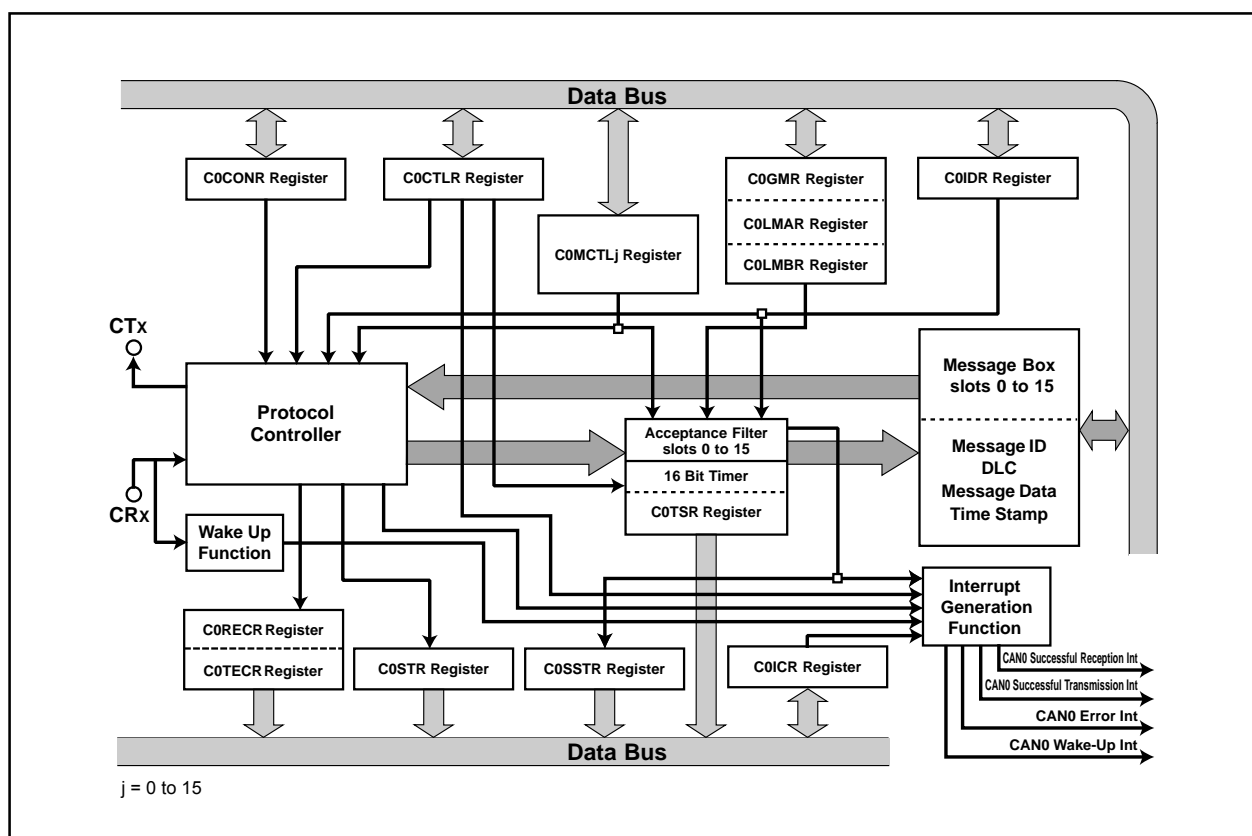 Data Bus
C0CONR Register
C0CTLR Register
C0MCTLj Register
C0GMR Register
C0LMAR Register
C0LMBR Register
C0IDR Register
CTX
Protocol
Controller
CRX
Wake Up
Function
Acceptance Filter
slots 0 to 15
16 Bit Timer
C0TSR Register
Message Box
slots 0 to 15
Message ID
DLC
Message Data
Time Stamp
Interrupt
Generation
Function
C0RECR Register
C0TECR Register
C0STR Register
C0SSTR Register
C0ICR Register
CAN0 Successful Reception Int
CAN0 Successful Transmission Int
CAN0 Error Int
CAN0 Wake-Up Int
Data Bus
j = 0 to 15